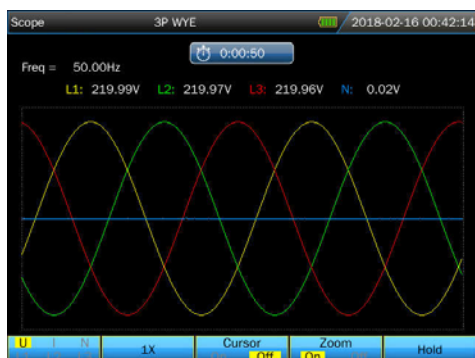 Scope 3P WYE 2018-02-16 00:42:14
0:00:50
Freq = 50.00Hz
L1: 219.99V L2: 219.97V L3: 219.96V N: 0.02V
U I N Cursor Zoom
1X Off On Hold